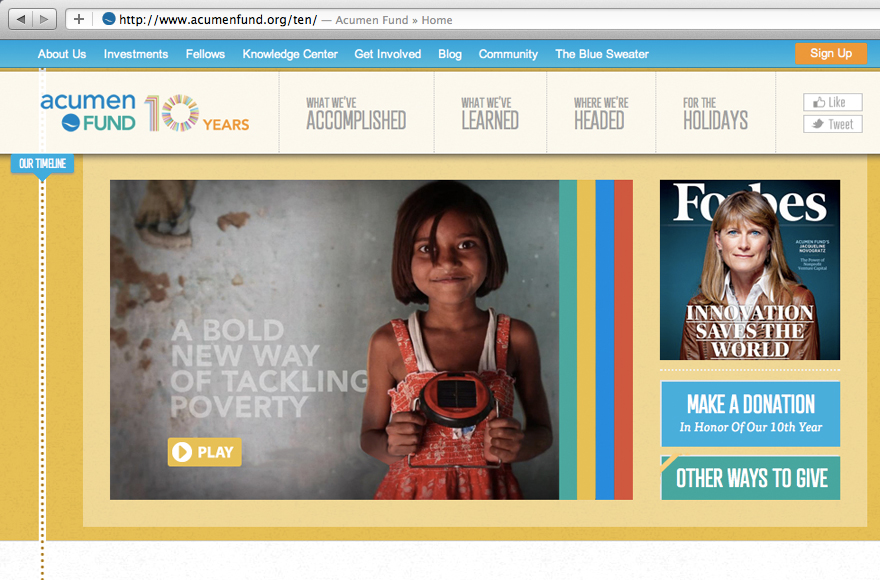 http://www.acumenfund.org/ten/ — Acumen Fund » Home
About Us Investments Fellows Knowledge Center Get Involved Blog Community The Blue Sweater Sign Up
acumen
FUND
10 YEARS
WHAT WE'VE
ACCOMPLISHED
WHAT WE'VE
LEARNED
WHERE WE'RE
HEADED
FOR THE
HOLIDAYS
Like
Tweet
OUR TIMELINE
A BOLD
NEW WAY
OF TACKLING
POVERTY
PLAY
Forbes
ACUMEN FUND'S
JACQUELINE
NOVOGRATZ
The Power of
Nonprofit
Venture Capital
INNOVATION
SAVES THE
WORLD
MAKE A DONATION
In Honor Of Our 10th Year
OTHER WAYS TO GIVE